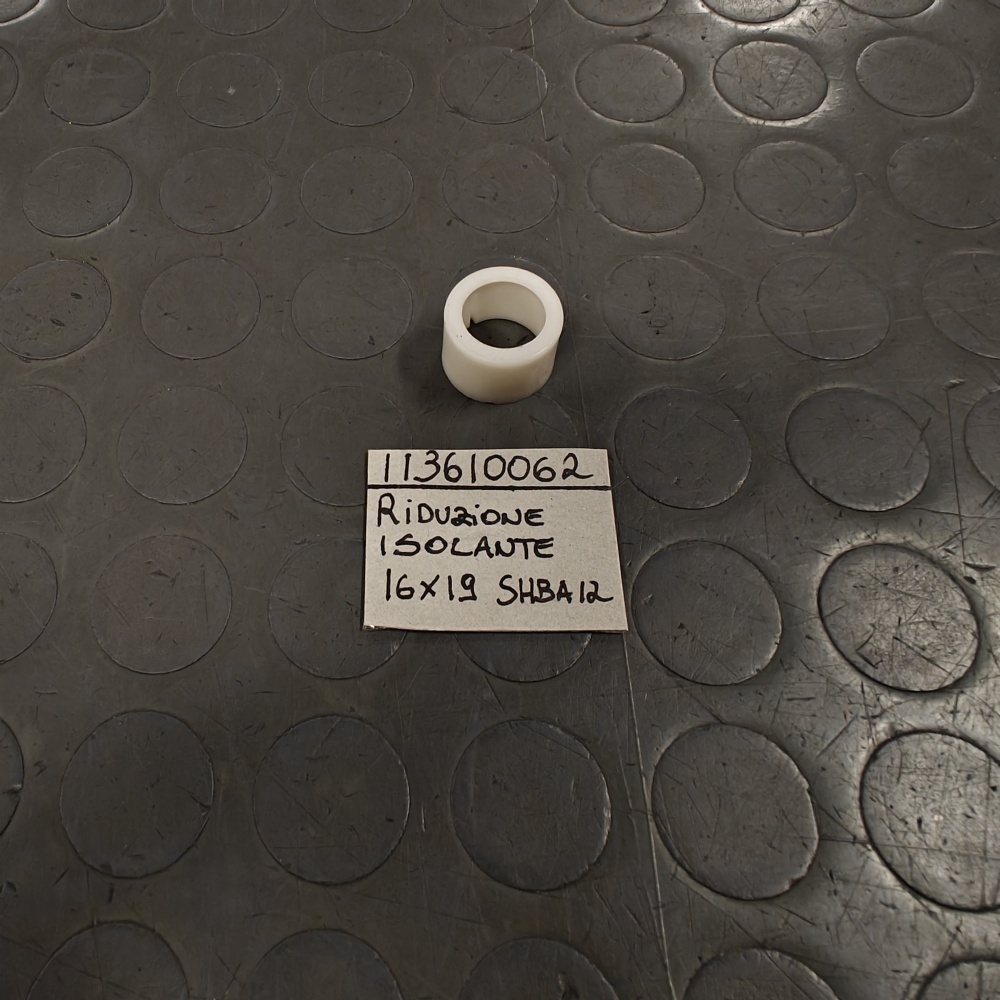 113610062
RiDUZiONE
ISOLANTE
16X19 SHBA12